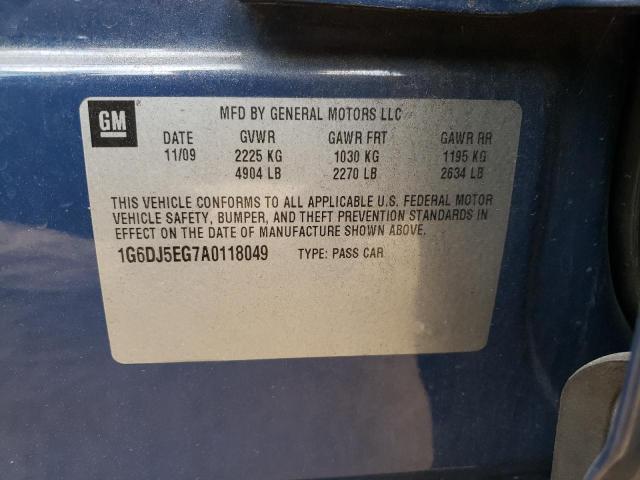 GM
MFD BY GENERAL MOTORS LLC
DATE GVWR GAWR FRT GAWR RR
11/09 2225 KG 1030 KG 1195 KG
4904 LB 2270 LB 2634 LB
THIS VEHICLE CONFORMS TO ALL APPLICABLE U.S. FEDERAL MOTOR
VEHICLE SAFETY, BUMPER, AND THEFT PREVENTION STANDARDS IN
EFFECT ON THE DATE OF MANUFACTURE SHOWN ABOVE.
1G6DJ5EG7A0118049 TYPE: PASS CAR